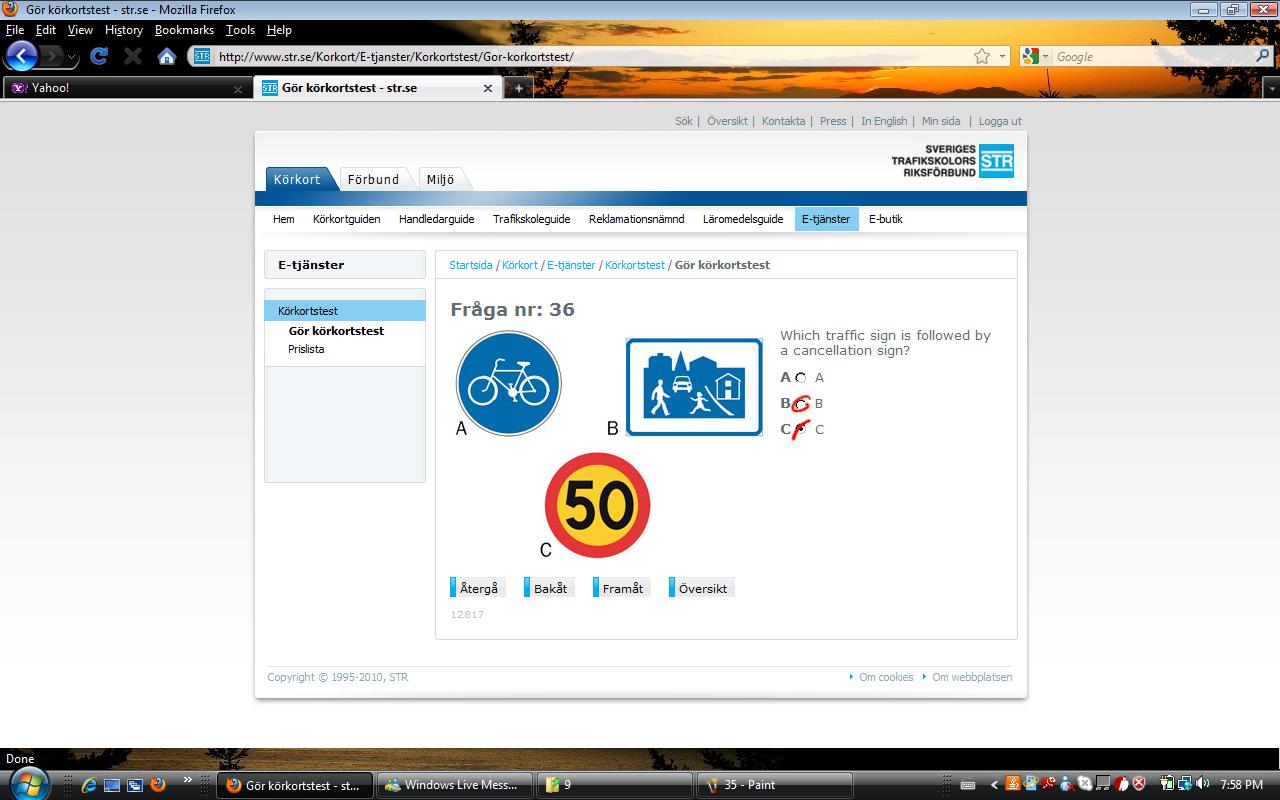 Gör körkortstest - str.se - Mozilla Firefox
File Edit View History Bookmarks Tools Help
STR http://www.str.se/Korkort/E-tjanster/Korkortstest/Gor-korkortstest/ Google
Yahoo! STR Gör körkortstest - str.se
Sök | Översikt | Kontakta | Press | In English | Min sida | Logga ut
SVERIGES
TRAFIKSKOLORS
RIKSFÖRBUND
STR
Körkort Förbund Miljö
Hem Körkortguiden Handledarguide Trafikskoleguide Reklamationsnämnd Läromedelsguide E-tjänster E-butik
E-tjänster
Körkortstest
Gör körkortstest
Prislista
Startsida / Körkort / E-tjänster / Körkortstest / Gör körkortstest
Fråga nr: 36
Which traffic sign is followed by
a cancellation sign?
A A
B B
C C
A
B
50
C
Återgå Bakåt Framåt Översikt
12817
Copyright © 1995-2010, STR
Om cookies Om webbplatsen
Done
Gör körkortstest - st... Windows Live Mess... 9 35 - Paint 7:58 PM